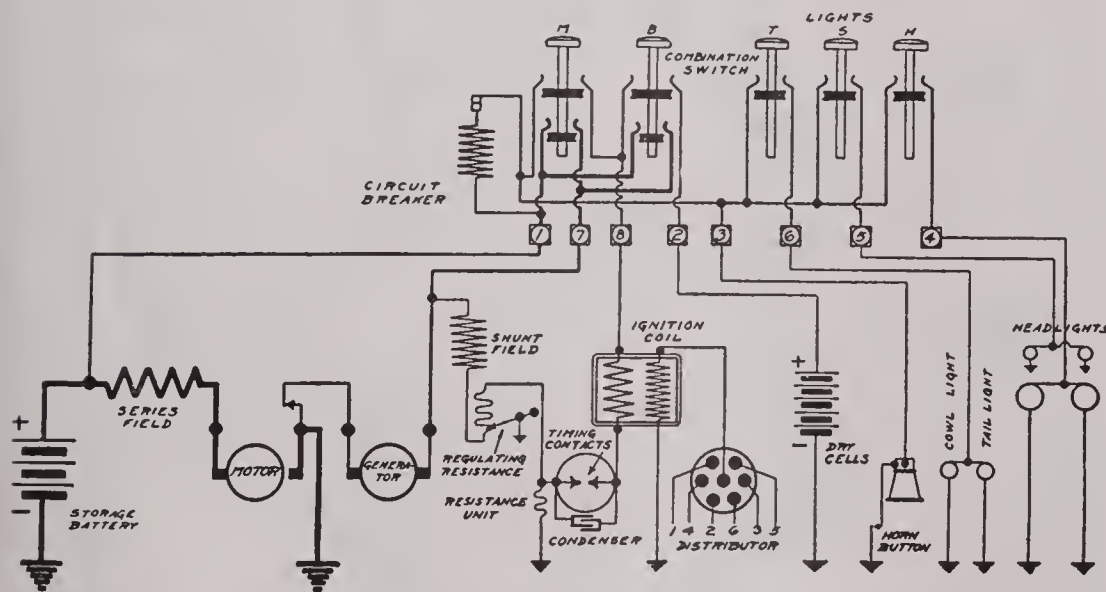 LIGHTS
M B T S H
COMBINATION
SWITCH
CIRCUIT
BREAKER
1 7 8 2 3 6 5 4
SHUNT
FIELD
IGNITION
COIL
HEADLIGHTS
+
SERIES
FIELD
MOTOR
GENERA-
TOR
REGULATING
RESISTANCE
TIMING
CONTACTS
+
-
DRY
CELLS
COWL LIGHT
TAIL LIGHT
-
STORAGE
BATTERY
RESISTANCE
UNIT
CONDENSER
1 4 2 6 3 5
DISTRIBUTOR
HORN
BUTTON